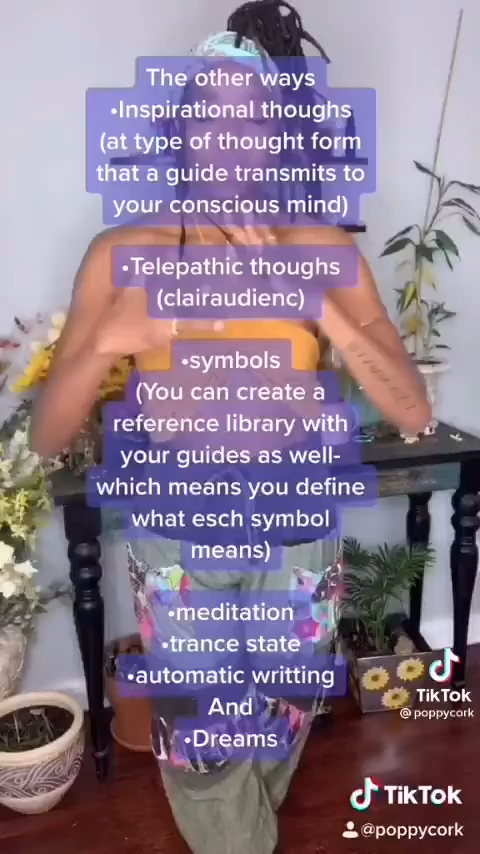 The other ways
•Inspirational thoughs
(at type of thought form
that a guide transmits to
your conscious mind)
•Telepathic thoughs
(clairaudienc)
•symbols
(You can create a
reference library with
your guides as well-
which means you define
what esch symbol
means)
•meditation
•trance state
•automatic writting
And
•Dreams
TikTok
@poppycork
TikTok
@poppycork